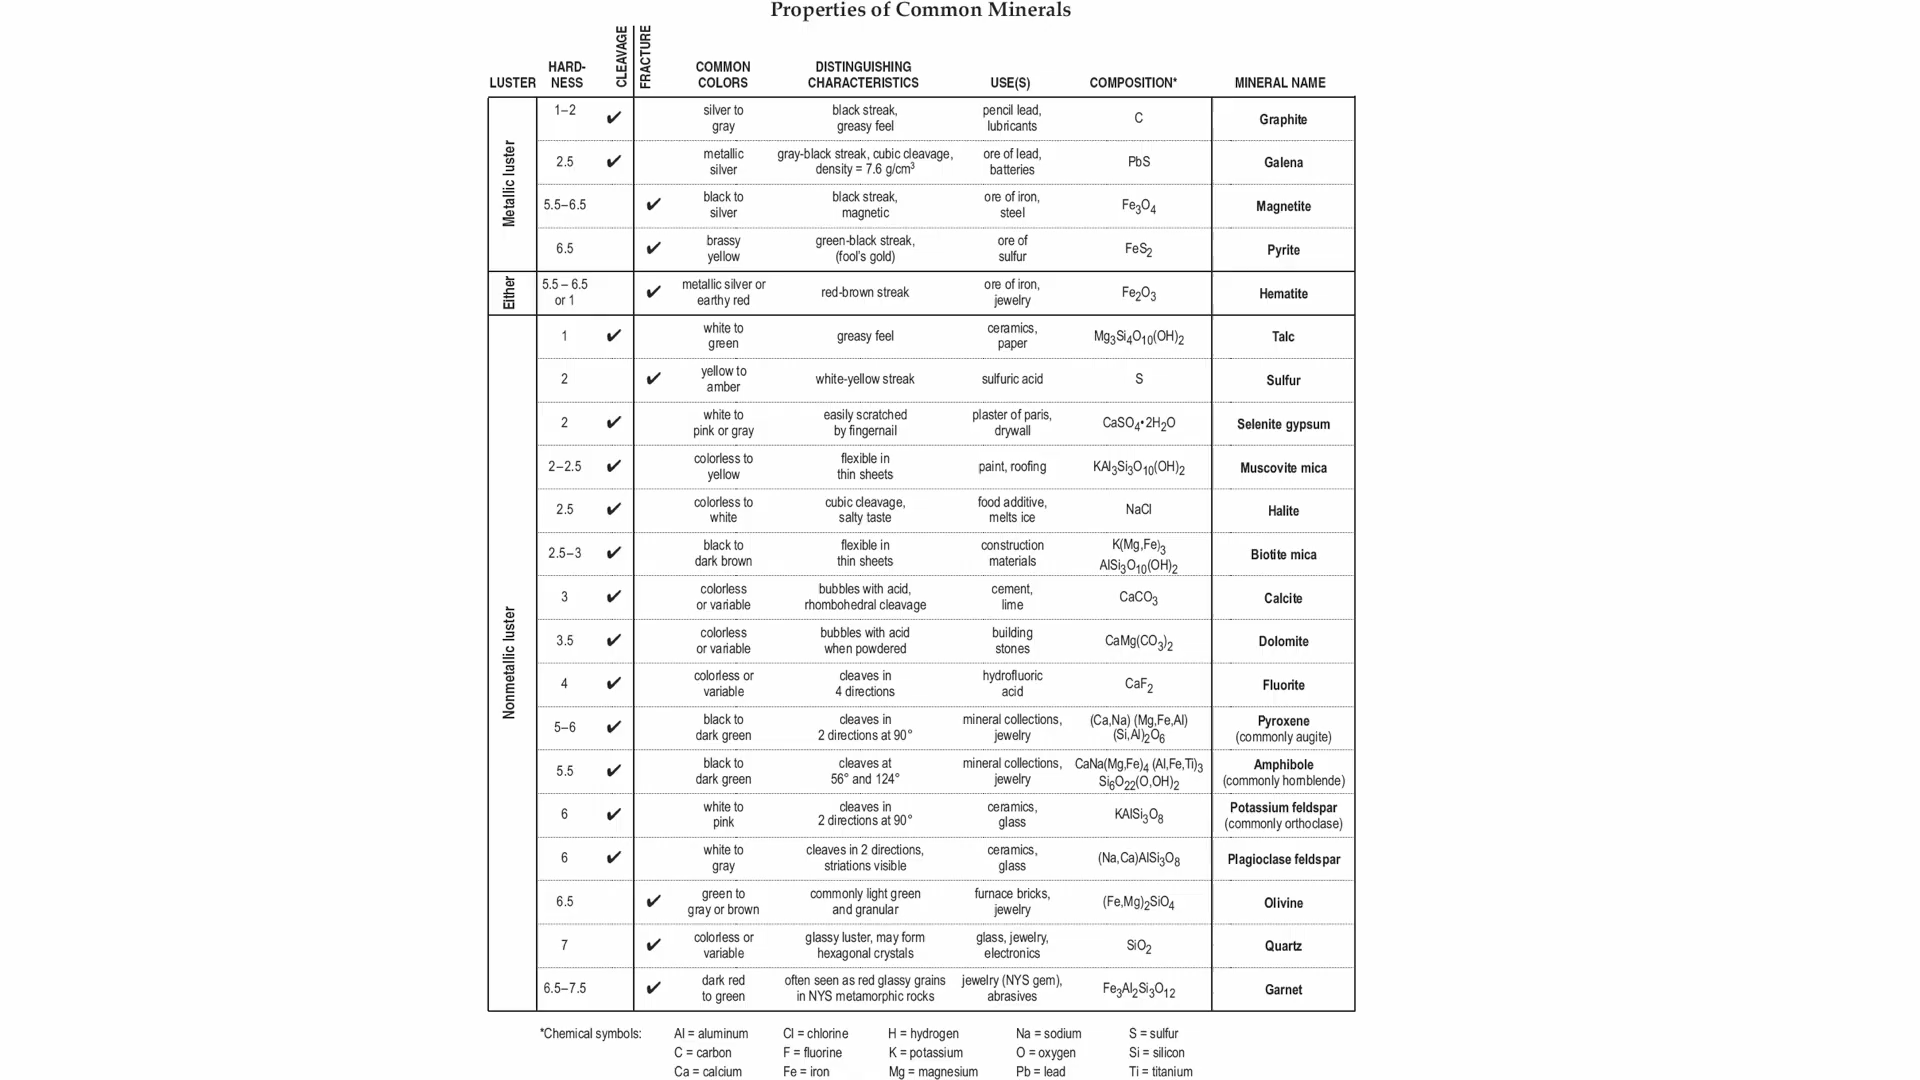 Properties of Common Minerals
LUSTER HARD-NESS CLEAVAGE FRACTURE COMMON COLORS DISTINGUISHING CHARACTERISTICS USE(S) COMPOSITION* MINERAL NAME
Metallic luster
1–2 ✔ silver to gray black streak, greasy feel pencil lead, lubricants C Graphite
2.5 ✔ metallic silver gray-black streak, cubic cleavage, density = 7.6 g/cm³ ore of lead, batteries PbS Galena
5.5–6.5 ✔ black to silver black streak, magnetic ore of iron, steel Fe₃O₄ Magnetite
6.5 ✔ brassy yellow green-black streak, (fool's gold) ore of sulfur FeS₂ Pyrite
Either
5.5 – 6.5 or 1 ✔ metallic silver or earthy red red-brown streak ore of iron, jewelry Fe₂O₃ Hematite
Nonmetallic luster
1 ✔ white to green greasy feel ceramics, paper Mg₃Si₄O₁₀(OH)₂ Talc
2 ✔ yellow to amber white-yellow streak sulfuric acid S Sulfur
2 ✔ white to pink or gray easily scratched by fingernail plaster of paris, drywall CaSO₄•2H₂O Selenite gypsum
2–2.5 ✔ colorless to yellow flexible in thin sheets paint, roofing KAl₃Si₃O₁₀(OH)₂ Muscovite mica
2.5 ✔ colorless to white cubic cleavage, salty taste food additive, melts ice NaCl Halite
2.5–3 ✔ black to dark brown flexible in thin sheets construction materials K(Mg,Fe)₃ AlSi₃O₁₀(OH)₂ Biotite mica
3 ✔ colorless or variable bubbles with acid, rhombohedral cleavage cement, lime CaCO₃ Calcite
3.5 ✔ colorless or variable bubbles with acid when powdered building stones CaMg(CO₃)₂ Dolomite
4 ✔ colorless or variable cleaves in 4 directions hydrofluoric acid CaF₂ Fluorite
5–6 ✔ black to dark green cleaves in 2 directions at 90° mineral collections, jewelry (Ca,Na) (Mg,Fe,Al) (Si,Al)₂O₆ Pyroxene (commonly augite)
5.5 ✔ black to dark green cleaves at 56° and 124° mineral collections, jewelry CaNa(Mg,Fe)₄ (Al,Fe,Ti)₃ Si₆O₂₂(O,OH)₂ Amphibole (commonly hornblende)
6 ✔ white to pink cleaves in 2 directions at 90° ceramics, glass KAlSi₃O₈ Potassium feldspar (commonly orthoclase)
6 ✔ white to gray cleaves in 2 directions, striations visible ceramics, glass (Na,Ca)AlSi₃O₈ Plagioclase feldspar
6.5 ✔ green to gray or brown commonly light green and granular furnace bricks, jewelry (Fe,Mg)₂SiO₄ Olivine
7 ✔ colorless or variable glassy luster, may form hexagonal crystals glass, jewelry, electronics SiO₂ Quartz
6.5–7.5 ✔ dark red to green often seen as red glassy grains in NYS metamorphic rocks jewelry (NYS gem), abrasives Fe₃Al₂Si₃O₁₂ Garnet
*Chemical symbols: Al = aluminum Cl = chlorine H = hydrogen Na = sodium S = sulfur
C = carbon F = fluorine K = potassium O = oxygen Si = silicon
Ca = calcium Fe = iron Mg = magnesium Pb = lead Ti = titanium